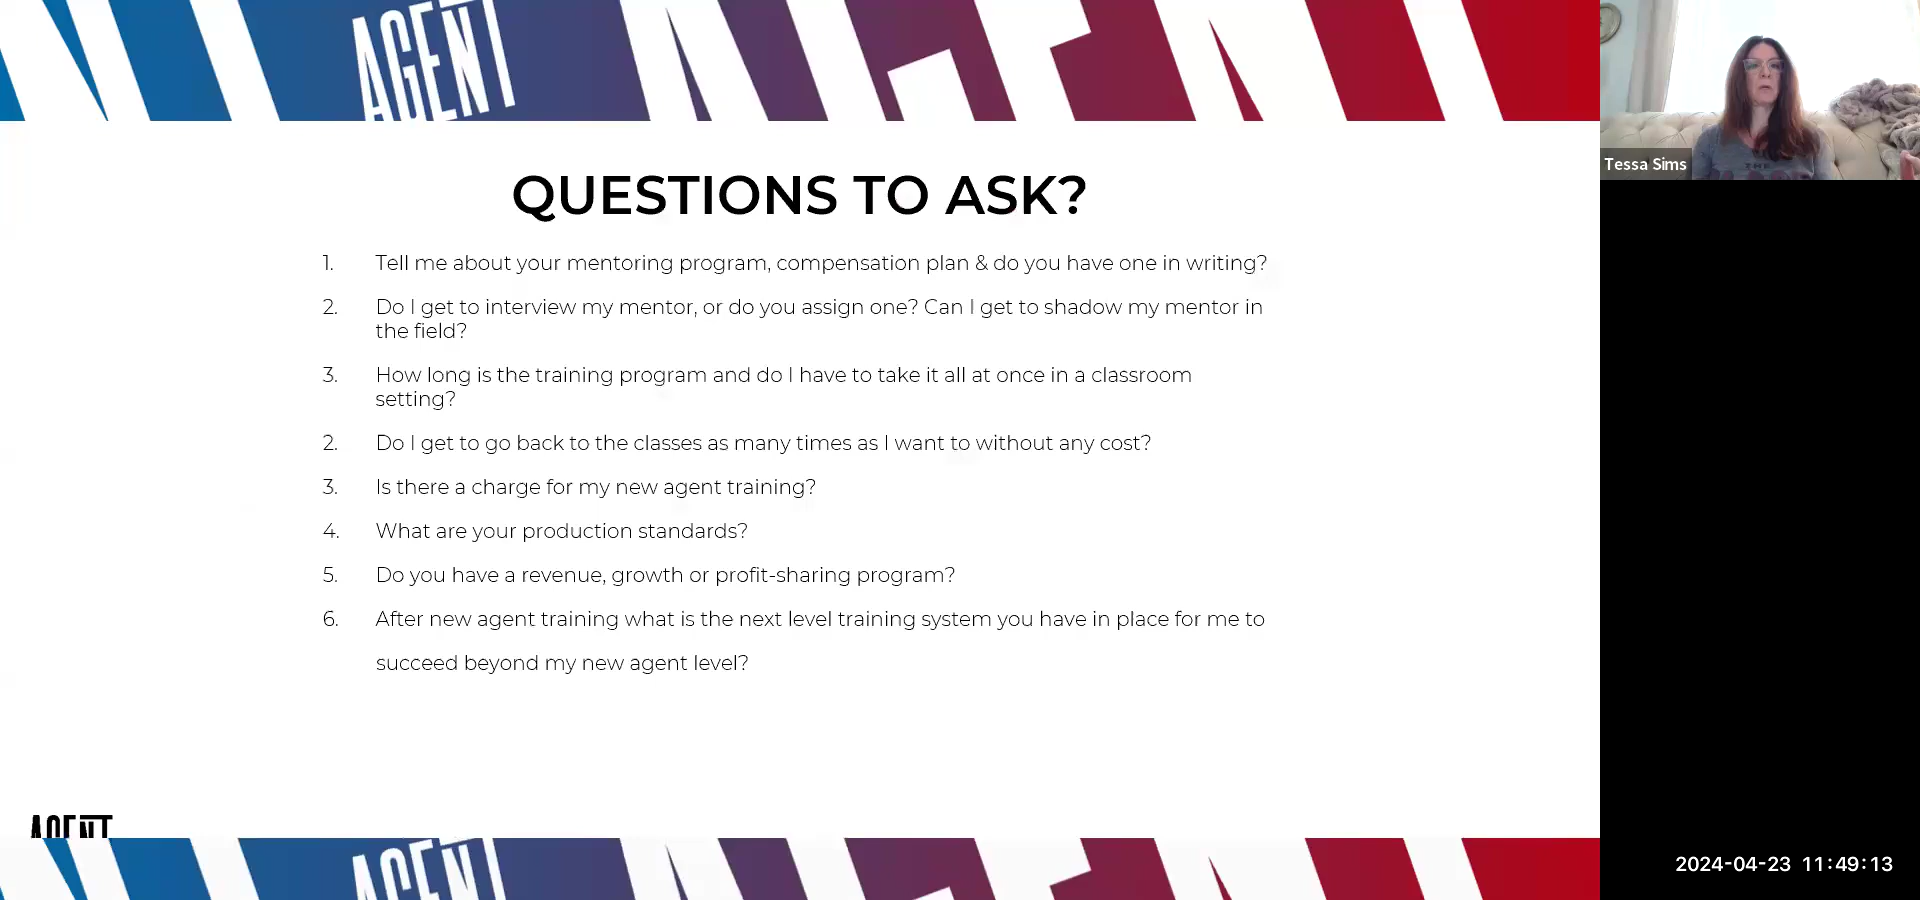 AGENT
QUESTIONS TO ASK?
1. Tell me about your mentoring program, compensation plan & do you have one in writing?
2. Do I get to interview my mentor, or do you assign one? Can I get to shadow my mentor in
the field?
3. How long is the training program and do I have to take it all at once in a classroom
setting?
2. Do I get to go back to the classes as many times as I want to without any cost?
3. Is there a charge for my new agent training?
4. What are your production standards?
5. Do you have a revenue, growth or profit-sharing program?
6. After new agent training what is the next level training system you have in place for me to
succeed beyond my new agent level?
AGENT
AGENT
Tessa Sims
2024-04-23 11:49:13